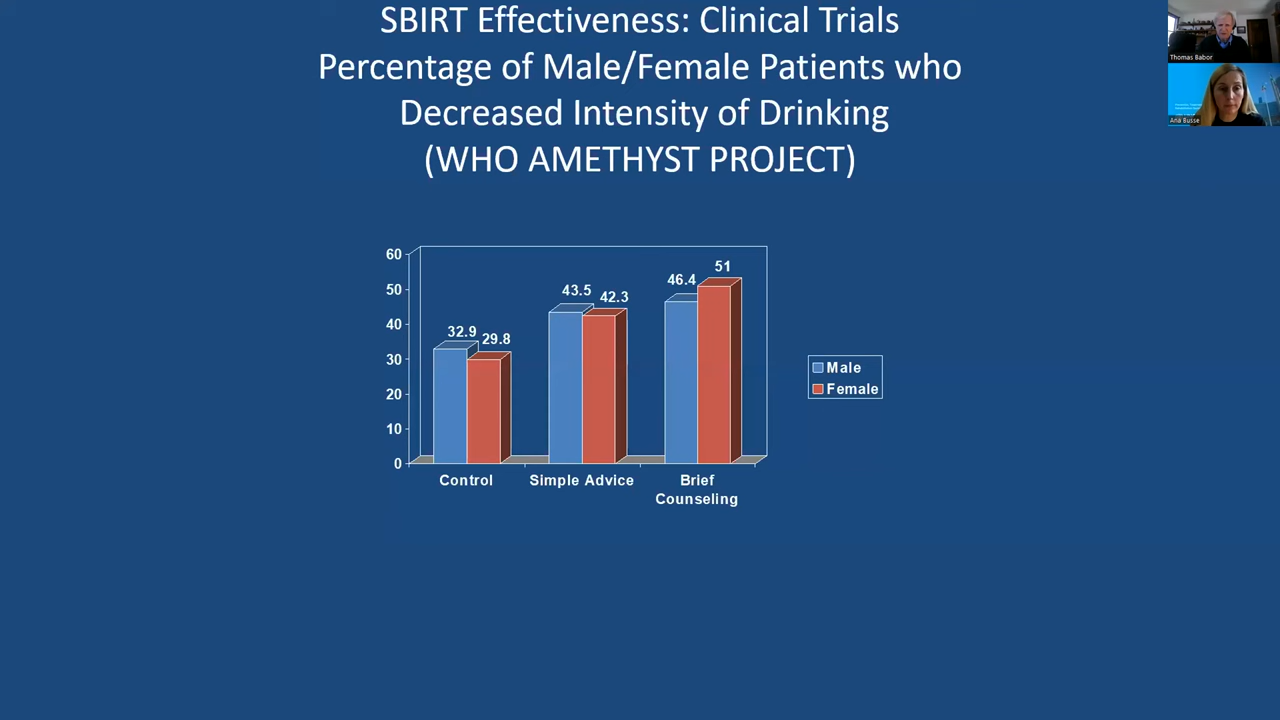 SBIRT Effectiveness: Clinical Trials
Percentage of Male/Female Patients who
Decreased Intensity of Drinking
(WHO AMETHYST PROJECT)
Thomas Babor
Ana Busse
60
50
40
30
20
10
0
32.9
29.8
43.5
42.3
46.4
51
Control
Simple Advice
Brief
Counseling
Male
Female